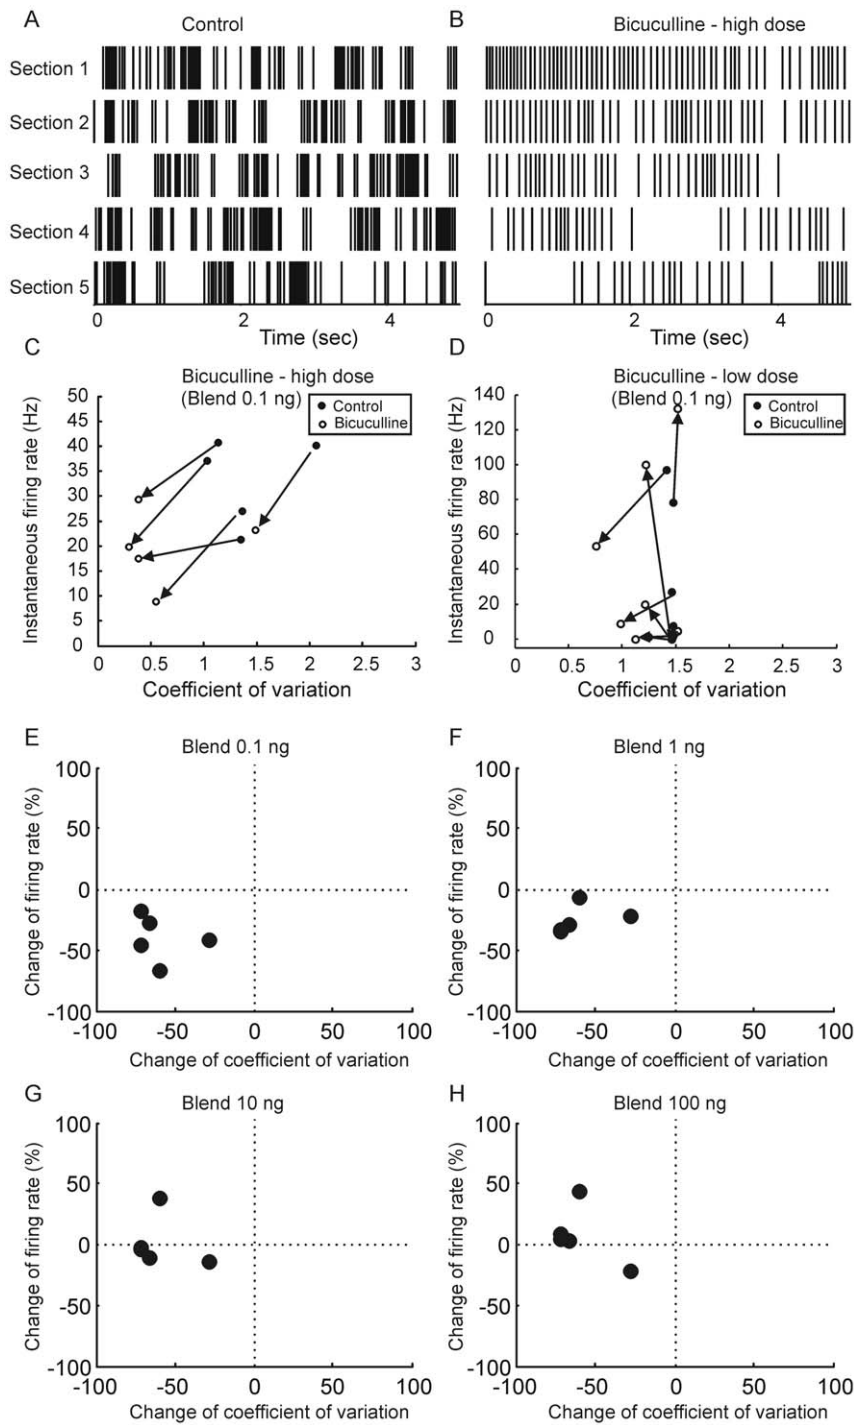 A Control B Bicuculline - high dose
Section 1
Section 2
Section 3
Section 4
Section 5
0 2 4 0 2 4
Time (sec) Time (sec)
C D
Bicuculline - high dose
(Blend 0.1 ng)
Control
Bicuculline
Instantaneous firing rate (Hz)
50
45
40
35
30
25
20
15
10
5
0
0 0.5 1 1.5 2 2.5 3
Coefficient of variation
Bicuculline - low dose
(Blend 0.1 ng)
Control
Bicuculline
Instantaneous firing rate (Hz)
140
120
100
80
60
40
20
0
0 0.5 1 1.5 2 2.5 3
Coefficient of variation
E Blend 0.1 ng
Change of firing rate (%)
100
50
0
-50
-100
-100 -50 0 50 100
Change of coefficient of variation
F Blend 1 ng
Change of firing rate (%)
100
50
0
-50
-100
-100 -50 0 50 100
Change of coefficient of variation
G Blend 10 ng
Change of firing rate (%)
100
50
0
-50
-100
-100 -50 0 50 100
Change of coefficient of variation
H Blend 100 ng
Change of firing rate (%)
100
50
0
-50
-100
-100 -50 0 50 100
Change of coefficient of variation